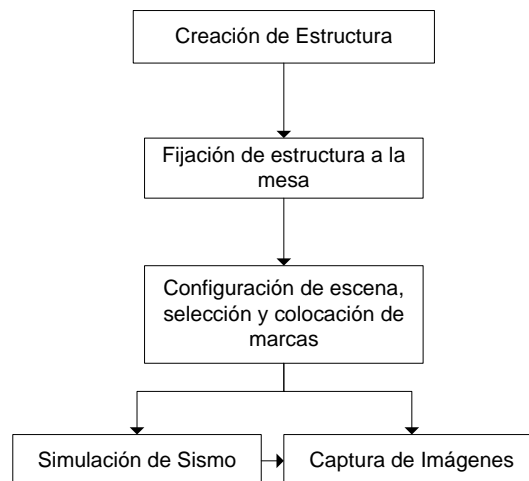 Creación de Estructura
Fijación de estructura a la
mesa
Configuración de escena,
selección y colocación de
marcas
Simulación de Sismo
Captura de Imágenes